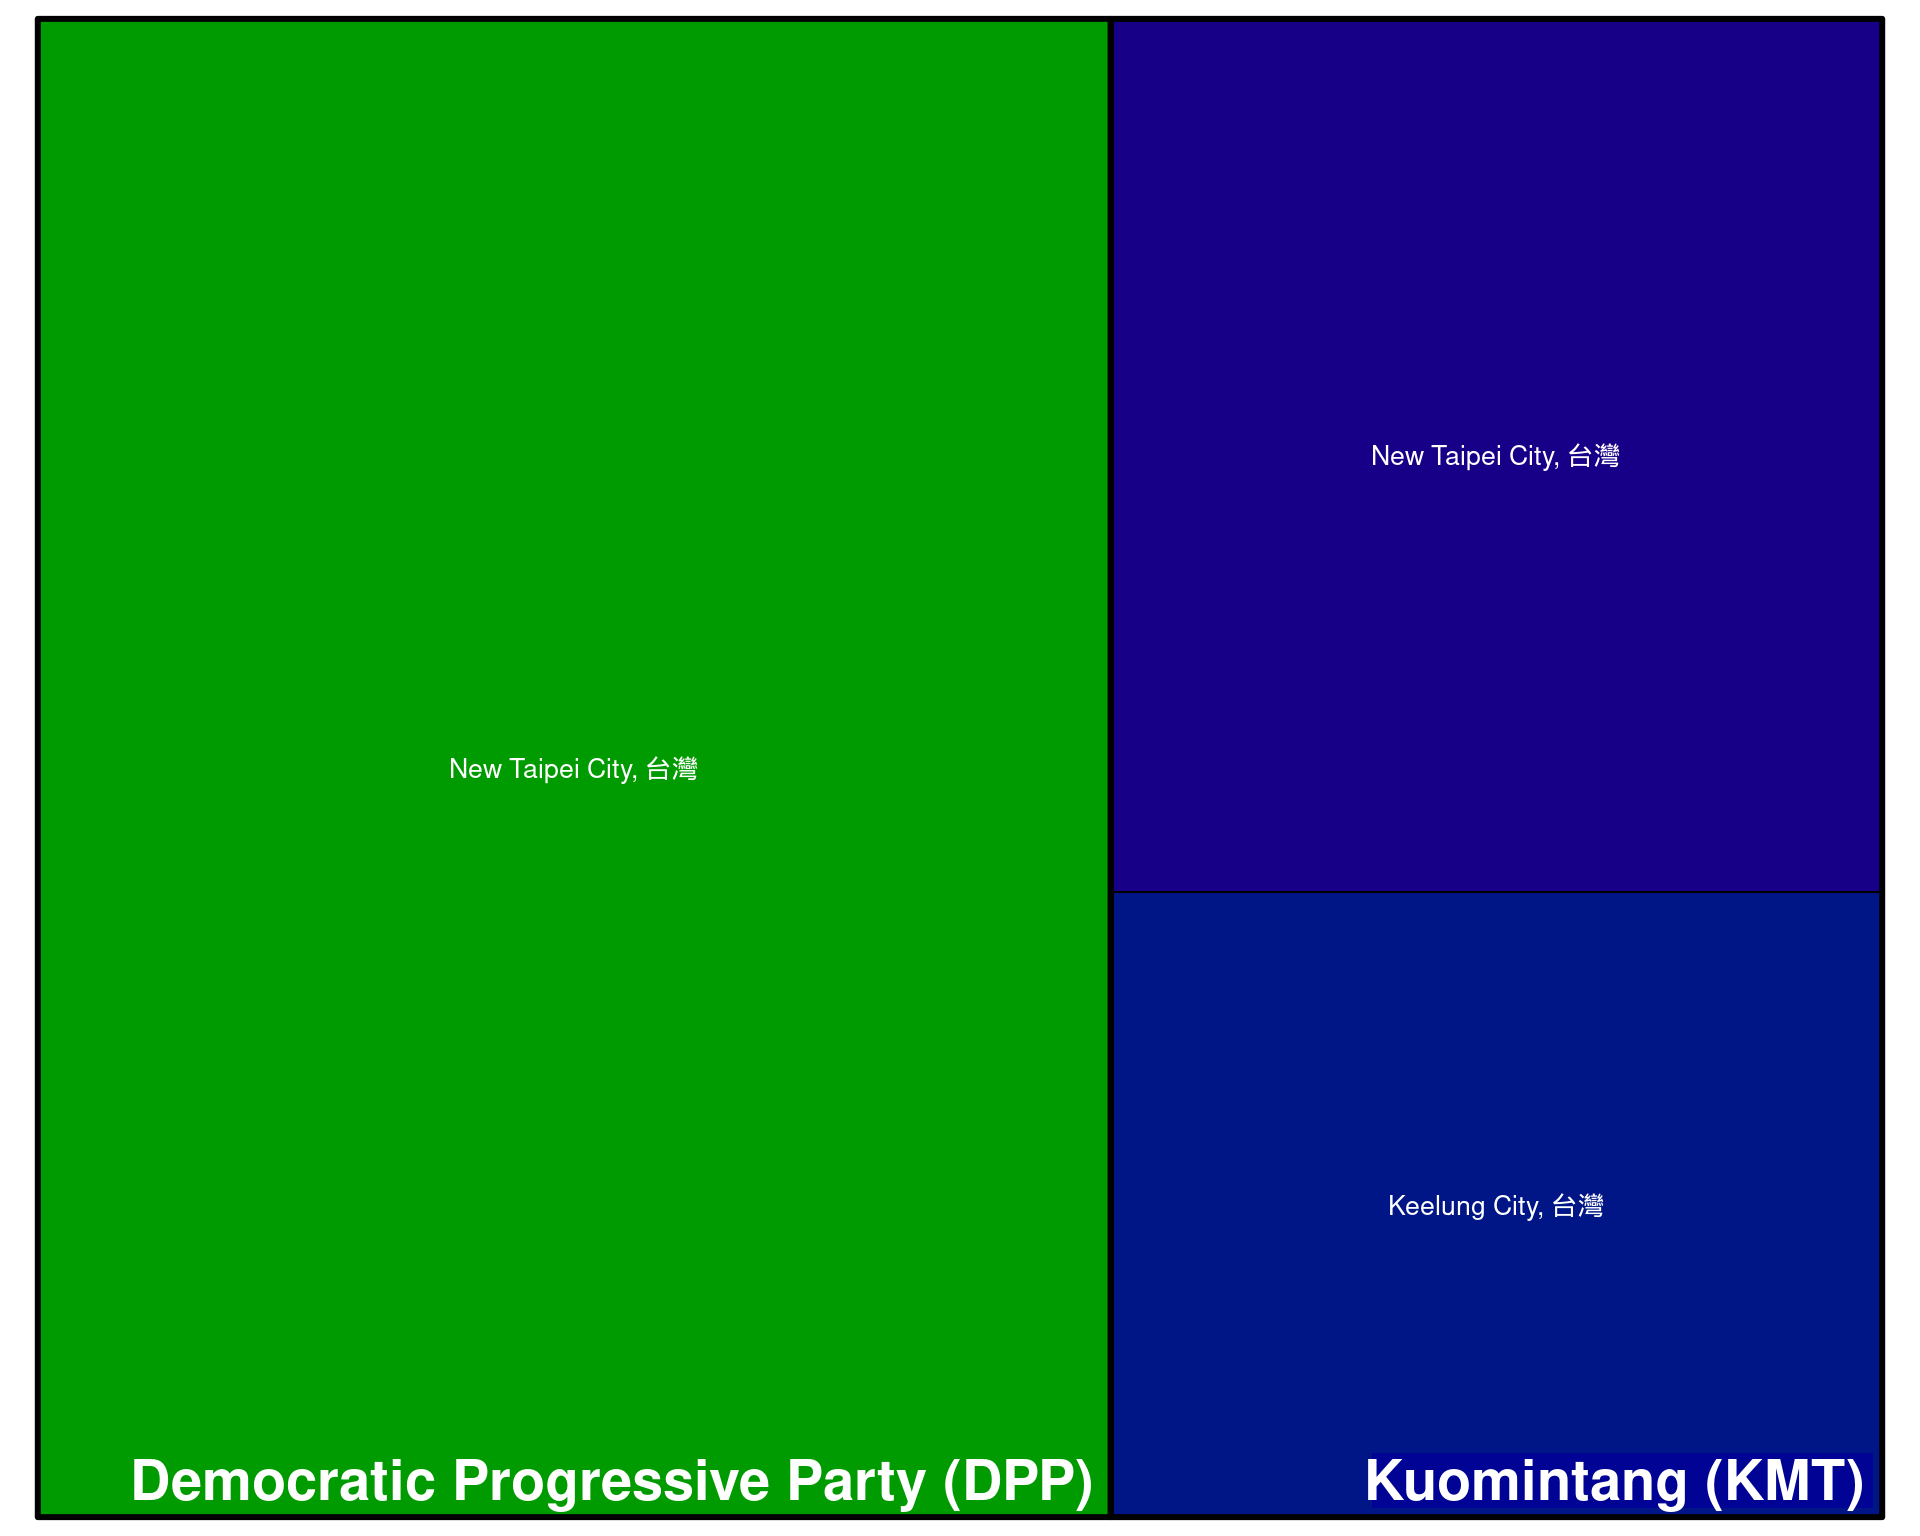 New Taipei City, 台灣
Democratic Progressive Party (DPP)
New Taipei City, 台灣
Keelung City, 台灣
Kuomintang (KMT)